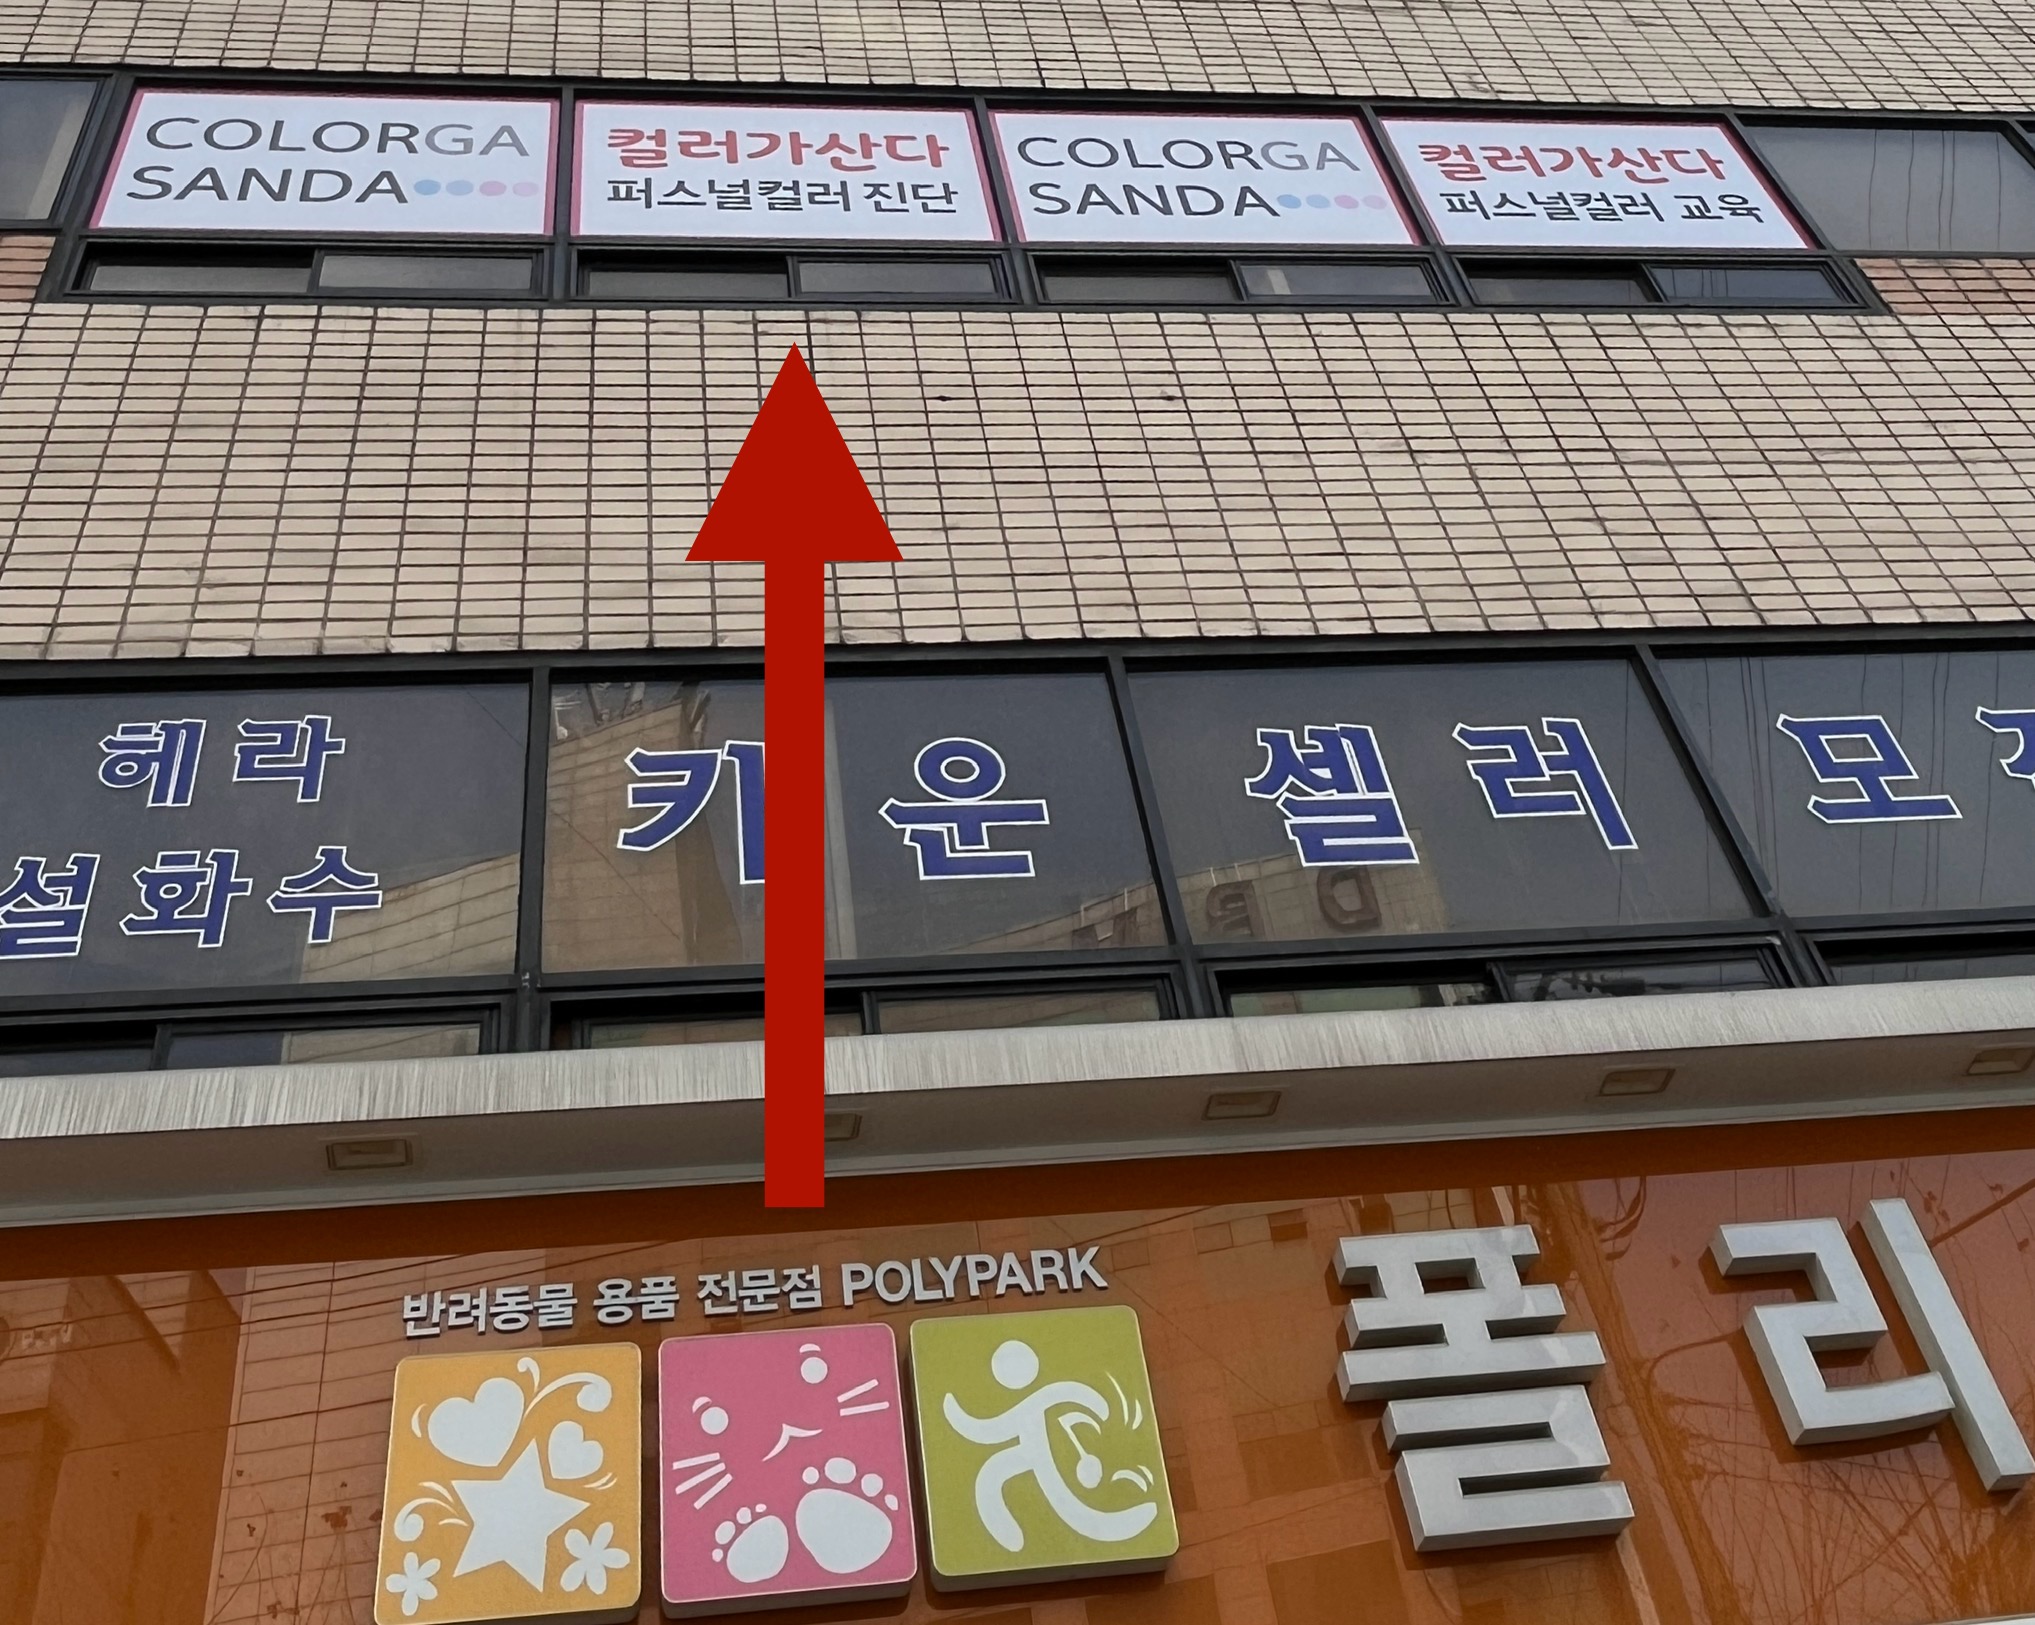 COLORGA
SANDA
컬러가산다
퍼스널컬러 진단
COLORGA
SANDA
컬러가산다
퍼스널컬러 교육
헤라
설화수
카운셀러 모
반려동물 용품 전문점 POLYPARK
폴리